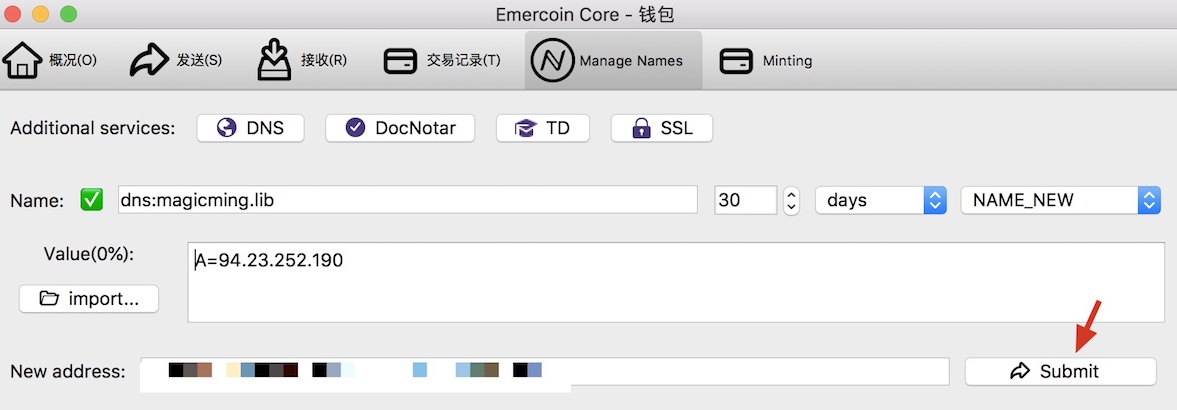 Emercoin Core - 钱包
概况(O) 发送(S) 接收(R) 交易记录(T) Manage Names Minting
Additional services: DNS DocNotar TD SSL
Name: dns:magicming.lib 30 days NAME_NEW
Value(0%): A=94.23.252.190
import...
New address: Submit